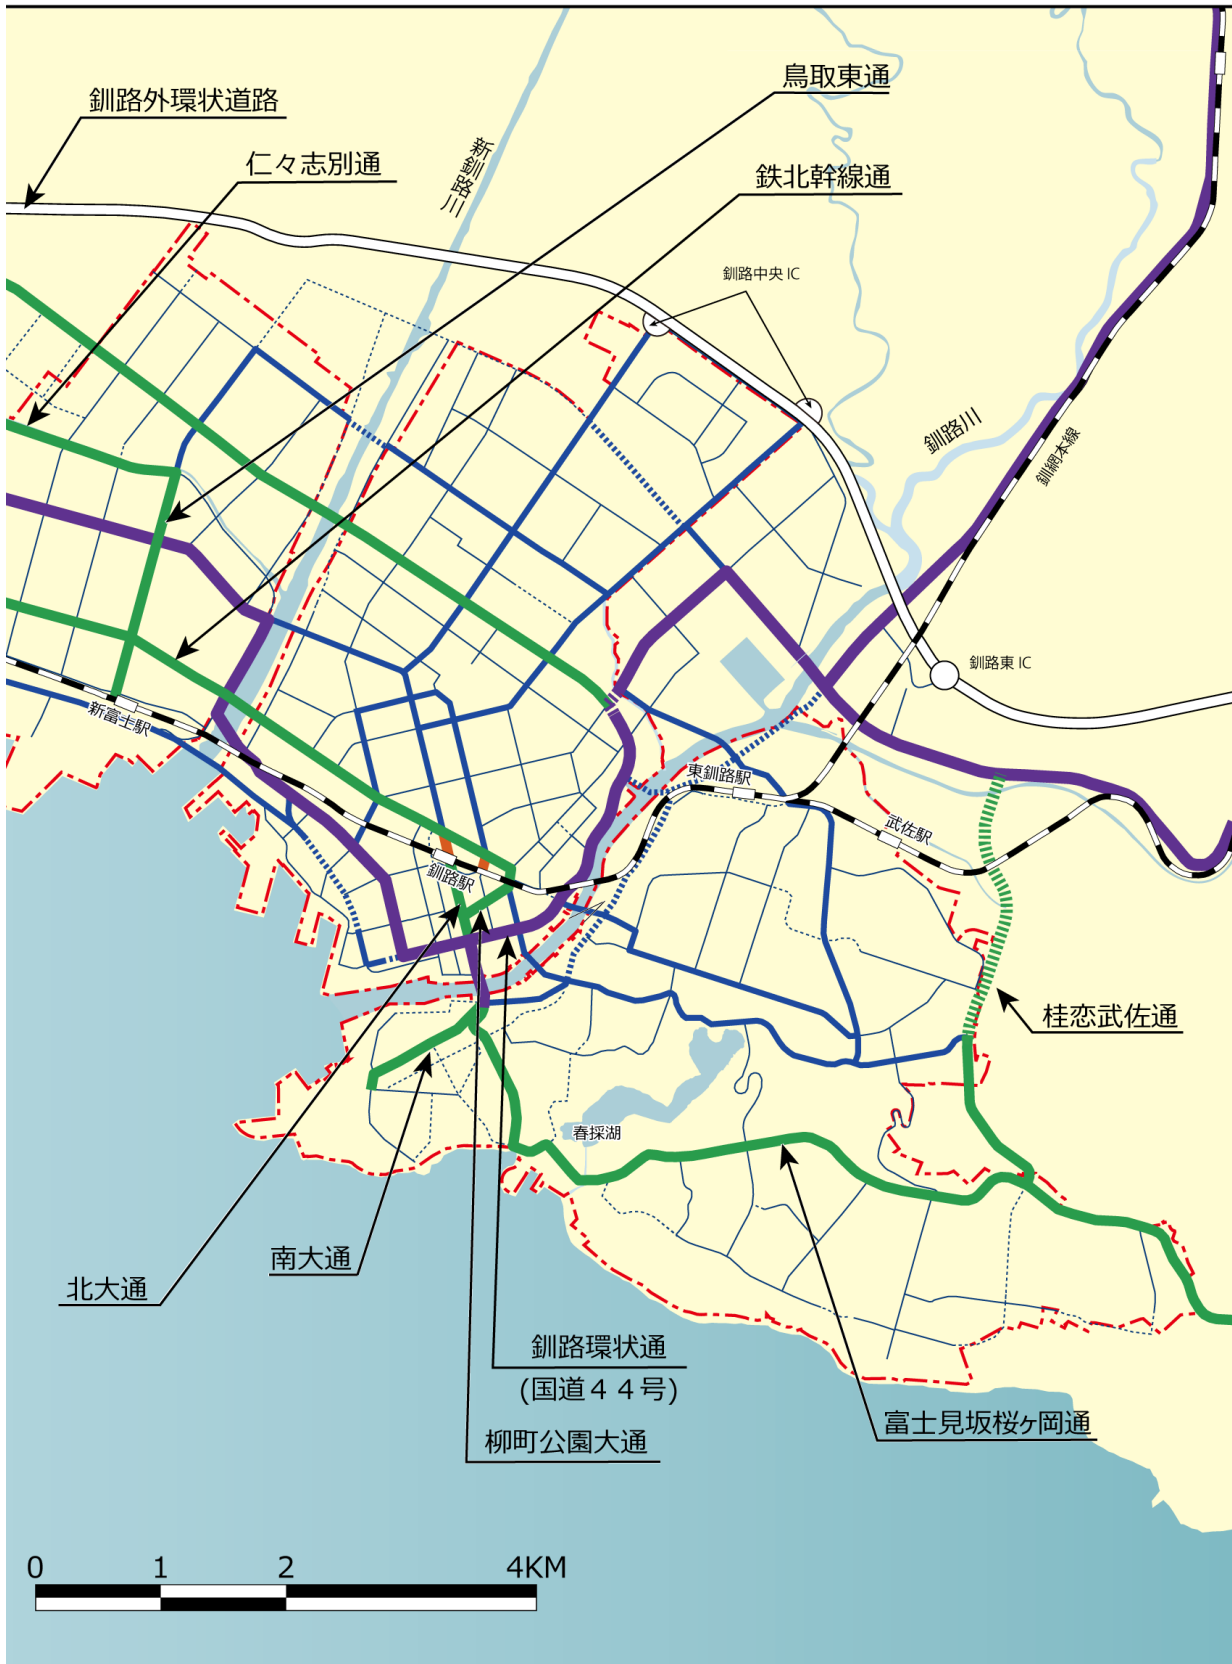 鳥取東通
釧路外環状道路
仁々志別通
新釧路川
鉄北幹線通
釧路中央 IC
釧路川
釧網本線
釧路東 IC
新富士駅
東釧路駅
武佐駅
釧路駅
桂恋武佐通
春採湖
南大通
北大通
釧路環状通
(国道44号)
富士見坂桜ヶ岡通
柳町公園大通
0 1 2 4KM